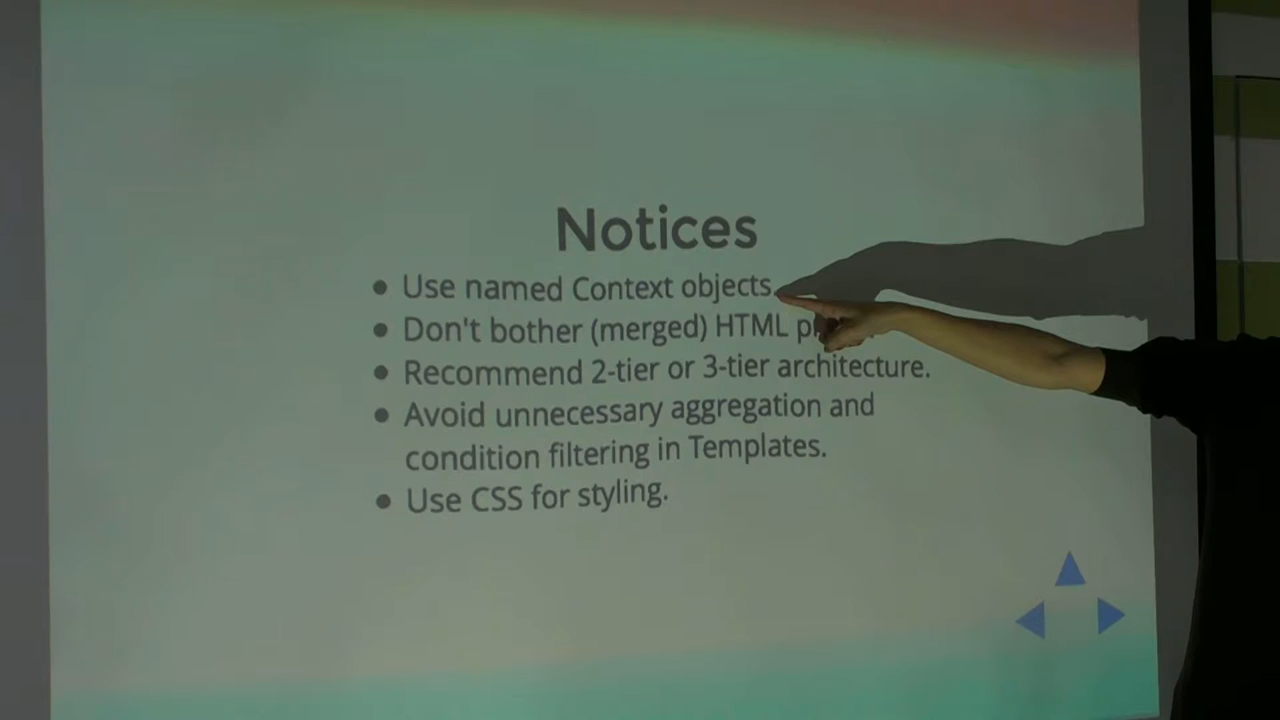 Notices
• Use named Context objects.
• Don't bother (merged) HTML
• Recommend 2-tier or 3-tier architecture.
• Avoid unnecessary aggregation and
condition filtering in Templates.
• Use CSS for styling.